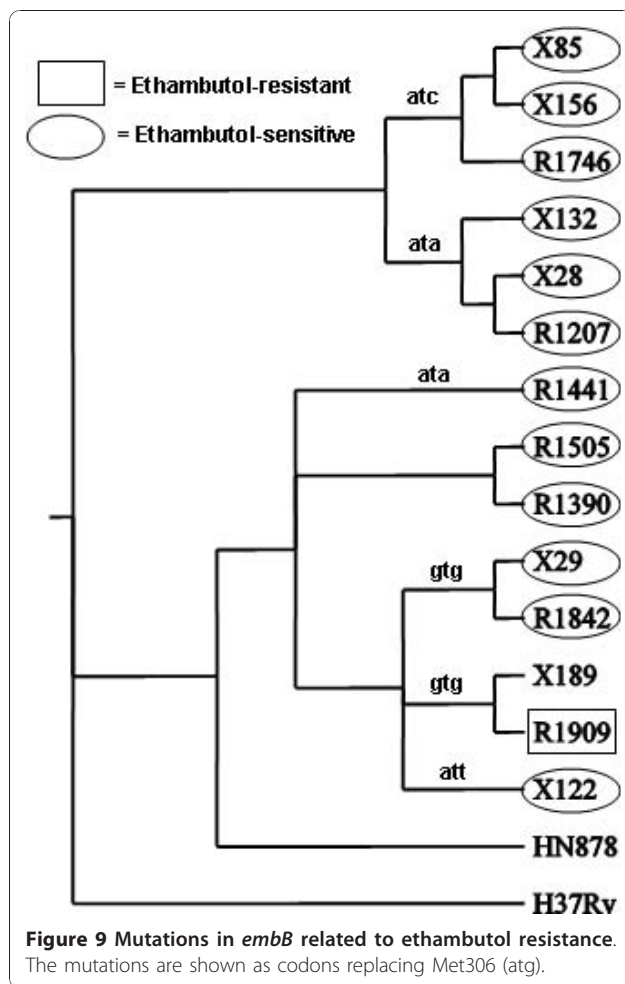 = Ethambutol-resistant
= Ethambutol-sensitive
X85
atc
X156
R1746
X132
ata
X28
R1207
ata
R1441
R1505
R1390
gtg
X29
R1842
gtg
X189
R1909
att
X122
HN878
H37Rv
Figure 9 Mutations in embB related to ethambutol resistance.
The mutations are shown as codons replacing Met306 (atg).